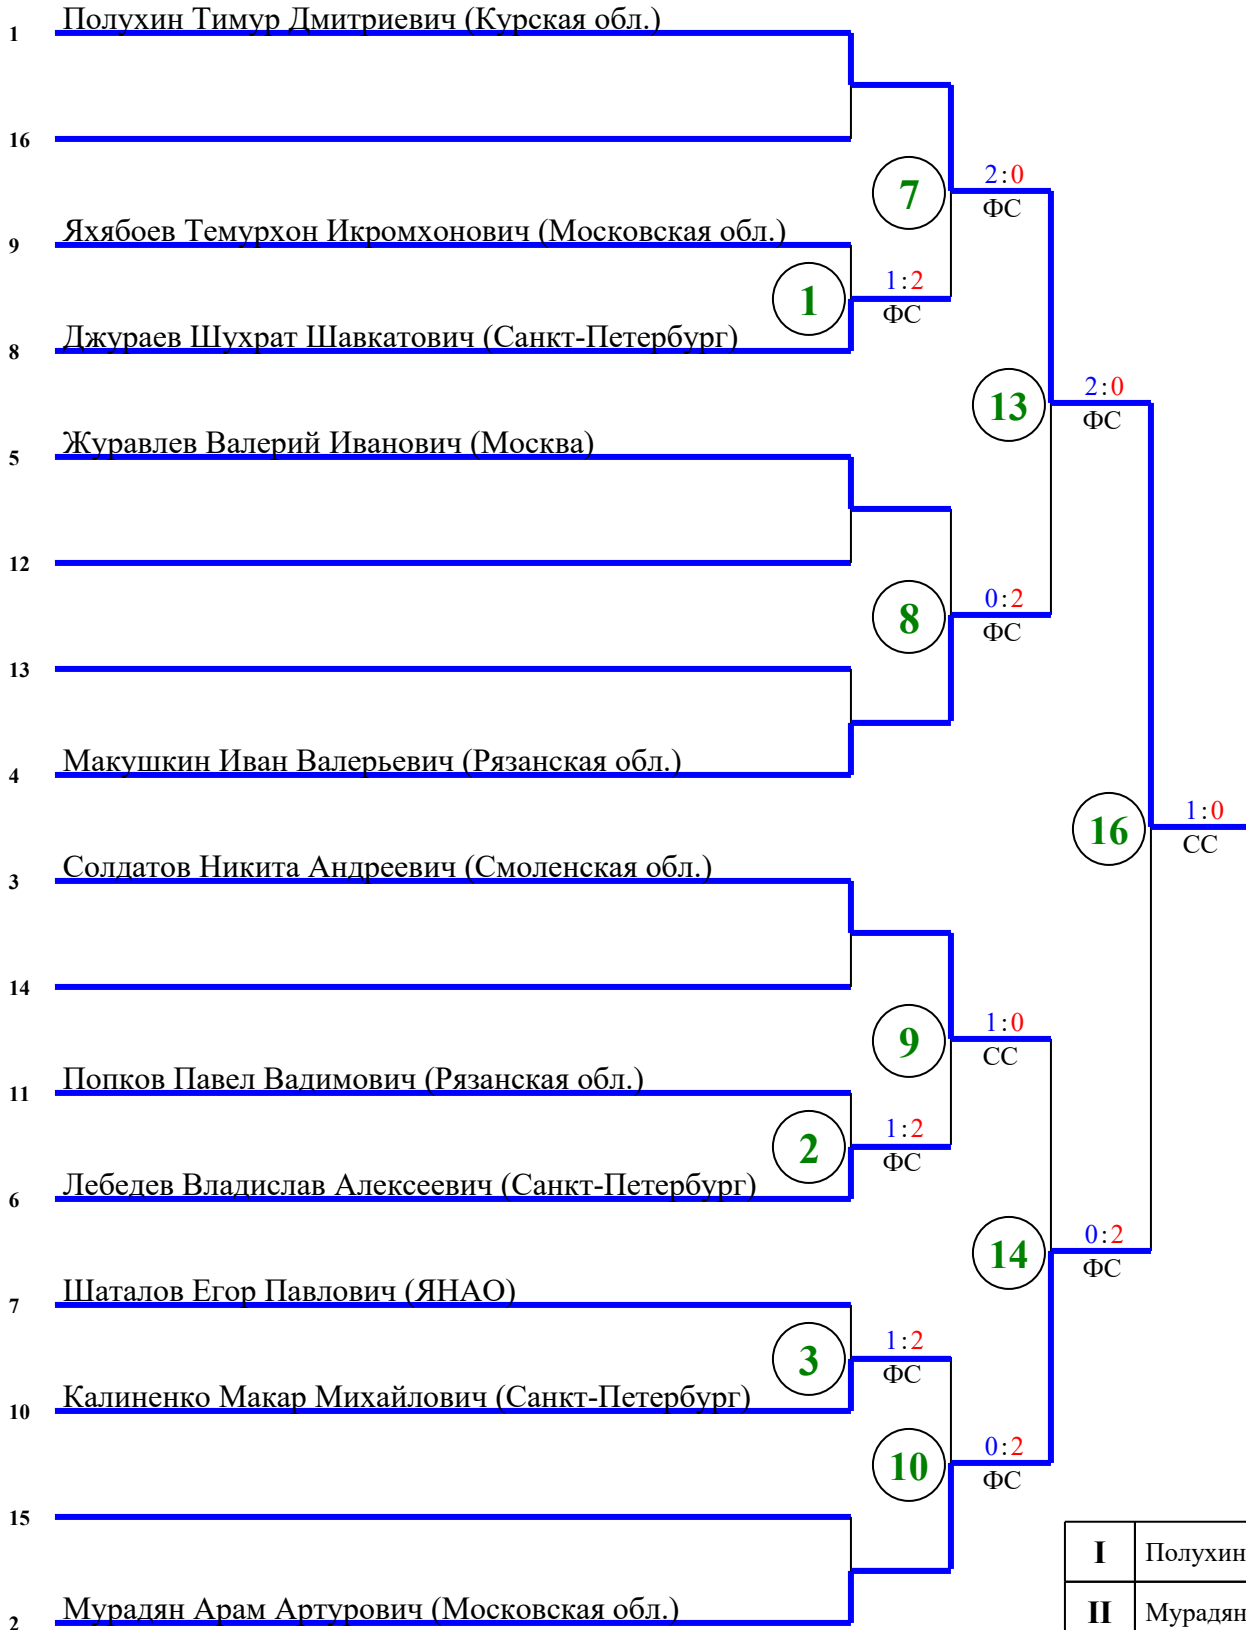 1 Полухин Тимур Дмитриевич (Курская обл.)
16
7 2:0
ФС
9 Яхябоев Темурхон Икромхонович (Московская обл.)
1 1:2
ФС
8 Джураев Шухрат Шавкатович (Санкт-Петербург)
13 2:0
ФС
5 Журавлев Валерий Иванович (Москва)
12
8 0:2
ФС
13
4 Макушкин Иван Валерьевич (Рязанская обл.)
16 1:0
СС
3 Солдатов Никита Андреевич (Смоленская обл.)
14
9 1:0
СС
11 Попков Павел Вадимович (Рязанская обл.)
2 1:2
ФС
6 Лебедев Владислав Алексеевич (Санкт-Петербург)
14 0:2
ФС
7 Шаталов Егор Павлович (ЯНАО)
3 1:2
ФС
10 Калиненко Макар Михайлович (Санкт-Петербург)
10 0:2
ФС
15
I Полухин
2 Мурадян Арам Артурович (Московская обл.)
II Мурадян